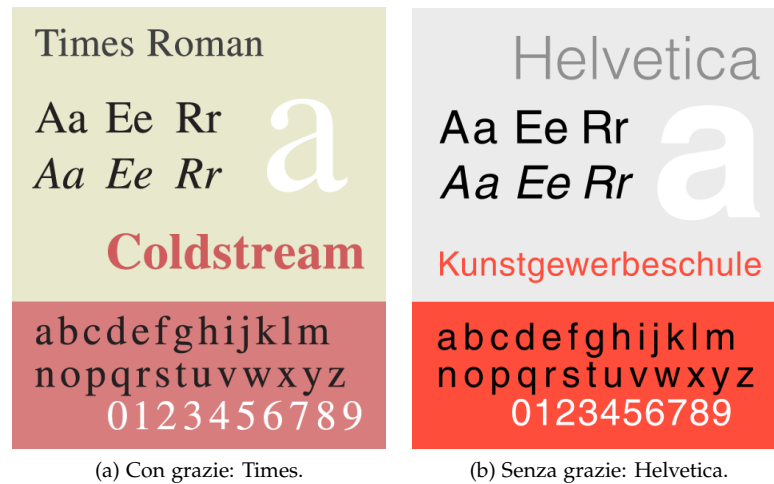 Times Roman
Aa Ee Rr
a
Aa Ee Rr
Coldstream
abcdefghijklm
nopqrstuvwxyz
0123456789
(a) Con grazie: Times.
Helvetica
Aa Ee Rr
a
Aa Ee Rr
Kunstgewerbeschule
abcdefghijklm
nopqrstuvwxyz
0123456789
(b) Senza grazie: Helvetica.